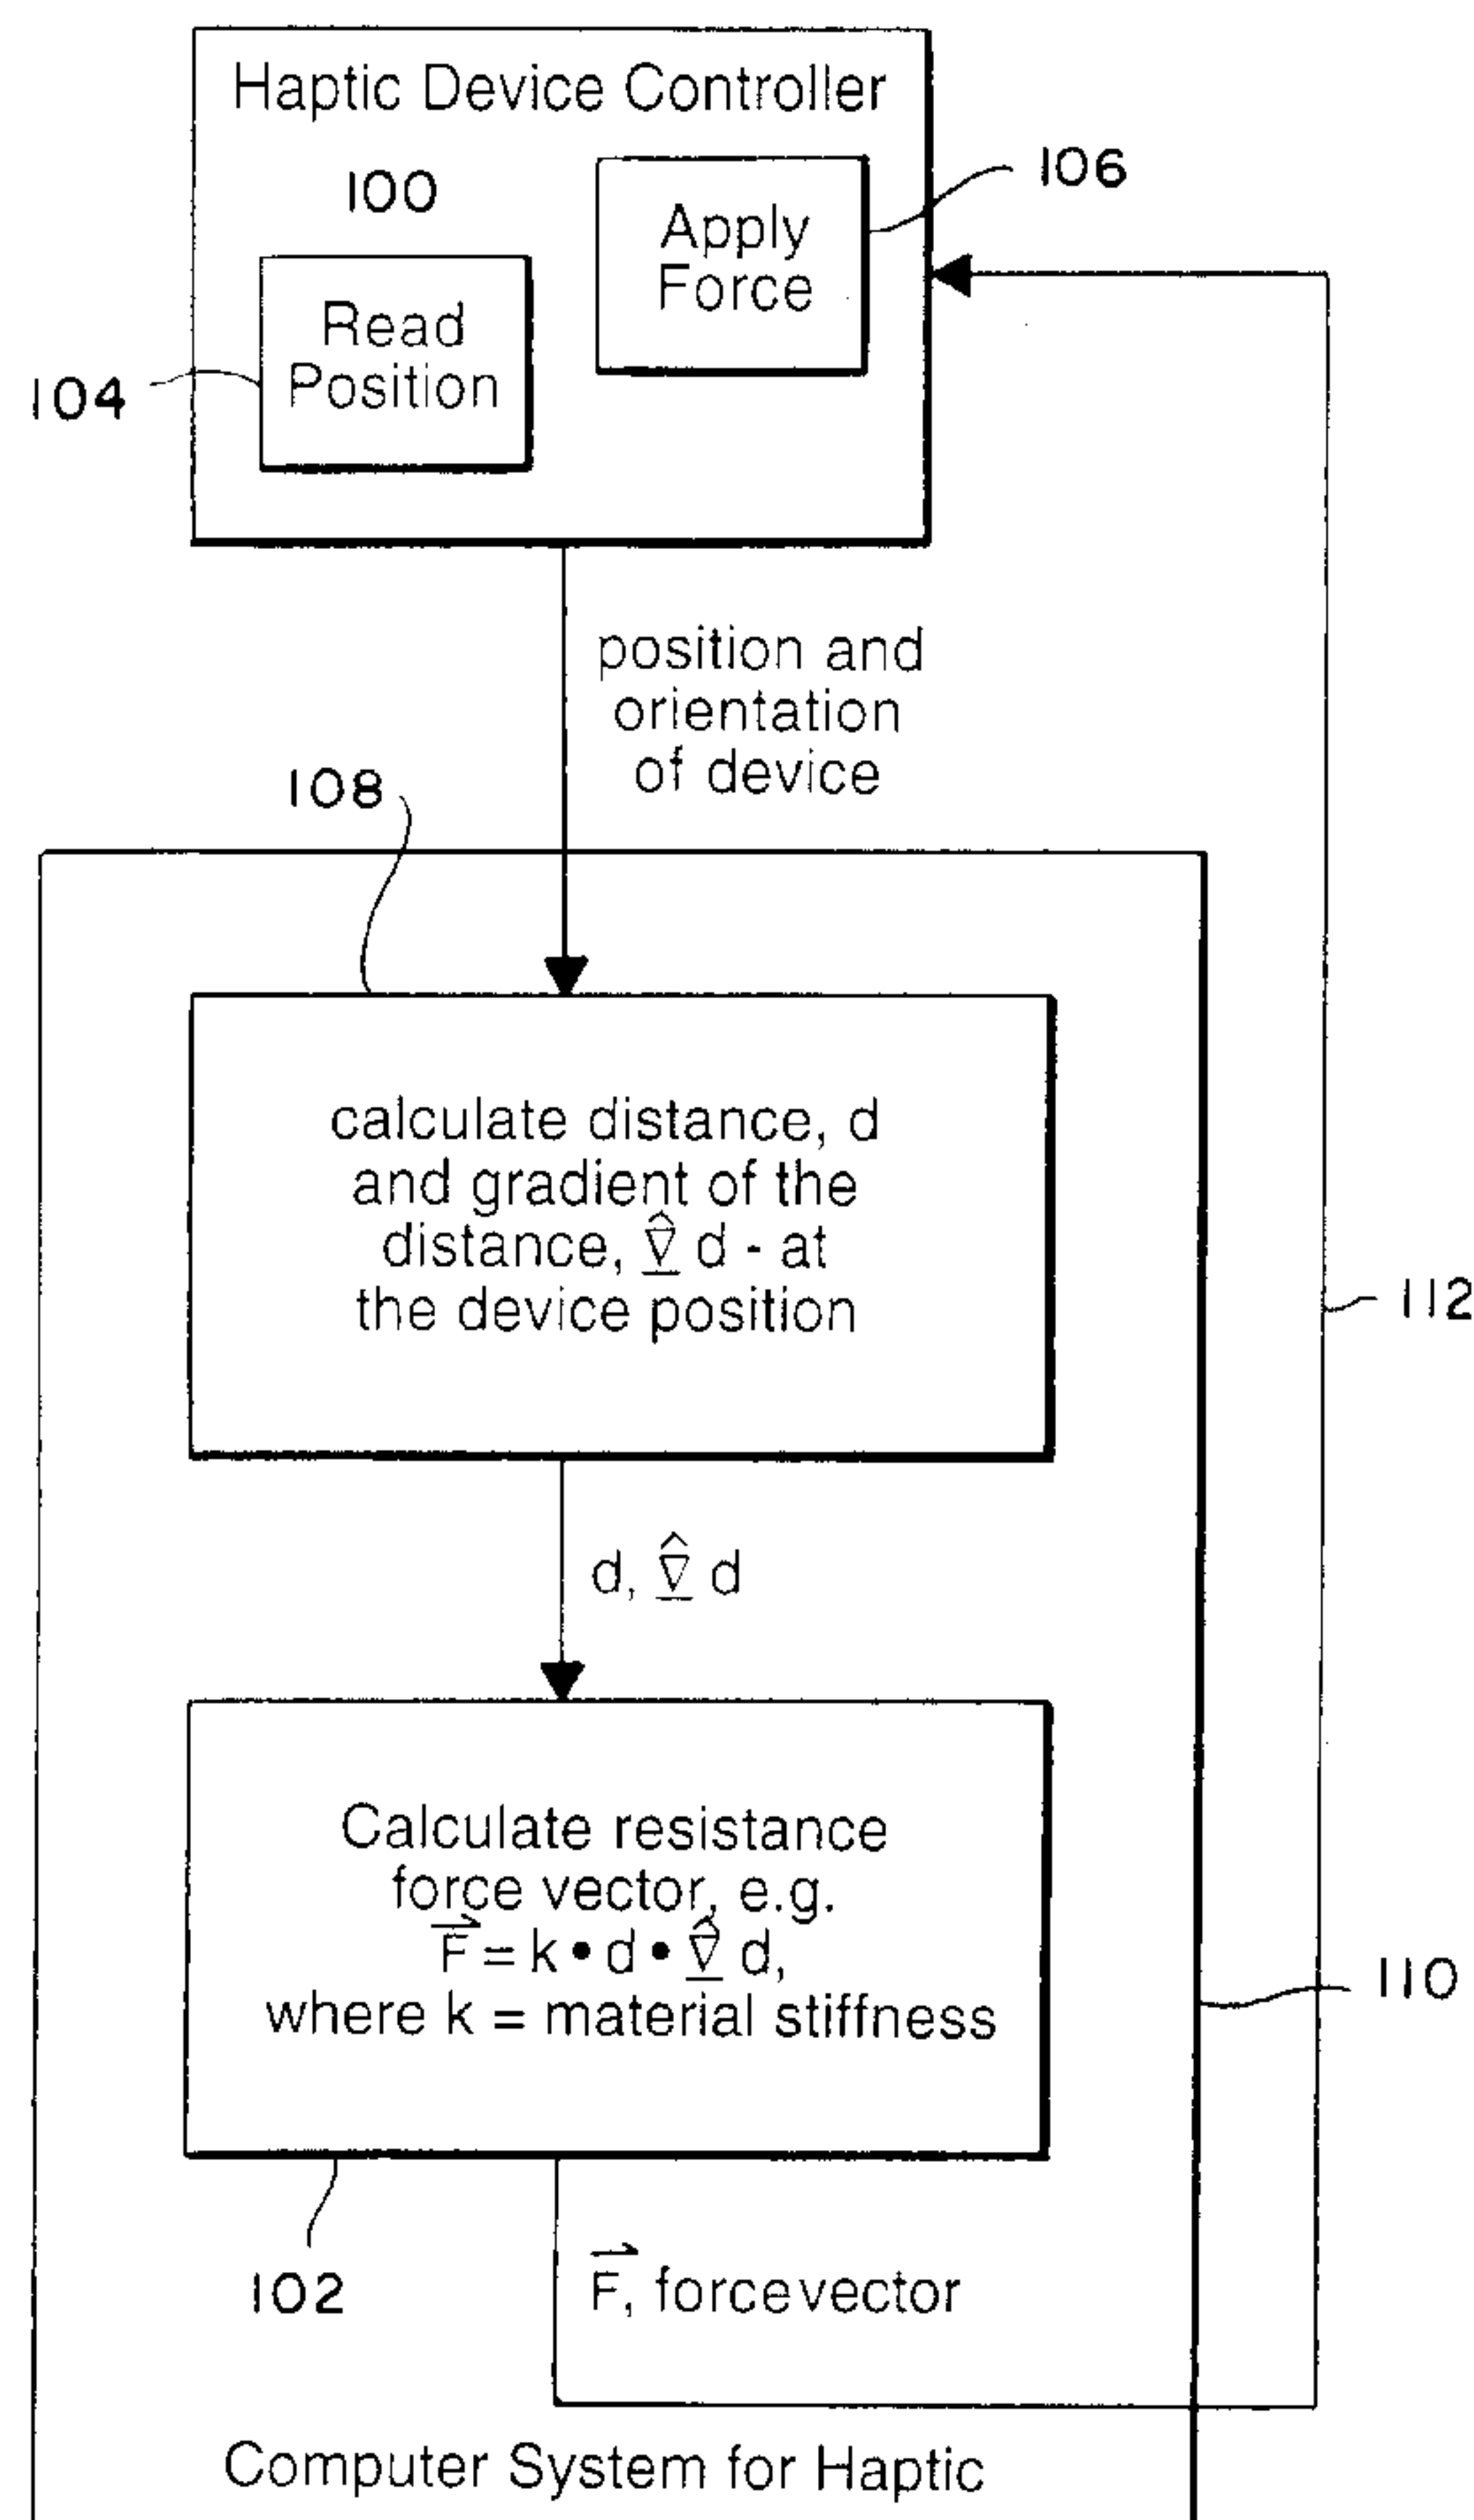 Haptic Device Controller
100
106
Apply
Force
Read
Position
104
position and
orientation
of device
108
calculate distance, d
and gradient of the
distance, ∇̲̂ d - at
the device position
112
d, ∇̲̂ d
Calculate resistance
force vector, e.g.
F⃗ = k • d • ∇̲̂ d,
where k = material stiffness
110
102
F⃗, force vector
Computer System for Haptic